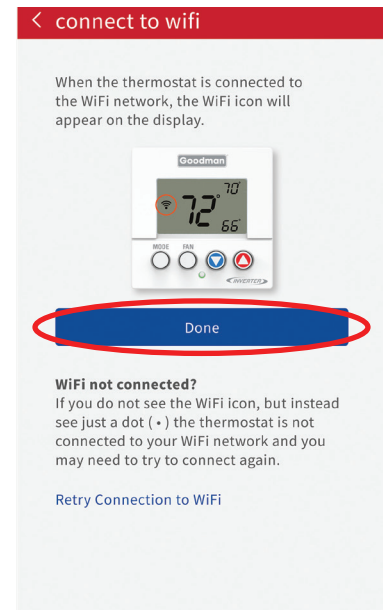 < connect to wifi
When the thermostat is connected to
the WiFi network, the WiFi icon will
appear on the display.
Goodman
70°
72°
66°
MODE FAN
INVERTER
Done
WiFi not connected?
If you do not see the WiFi icon, but instead
see just a dot ( • ) the thermostat is not
connected to your WiFi network and you
may need to try to connect again.
Retry Connection to WiFi